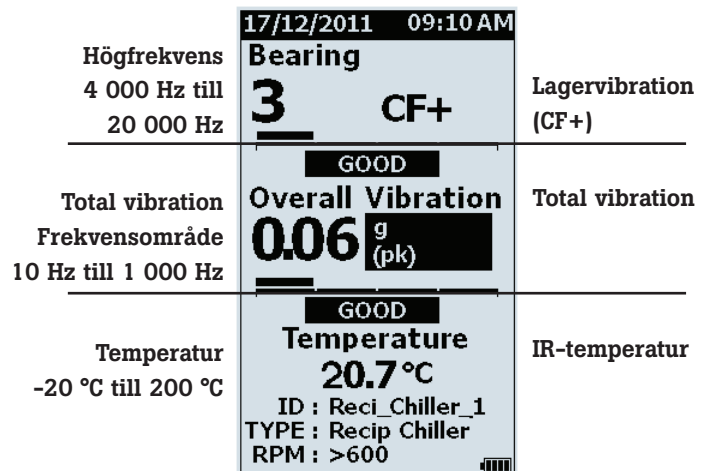 17/12/2011 09:10 AM
Högfrekvens
4 000 Hz till
20 000 Hz
Bearing
3 CF+
Lagervibration
(CF+)
GOOD
Total vibration
Frekvensområde
10 Hz till 1 000 Hz
Overall Vibration
0.06 g
(pk)
Total vibration
GOOD
Temperatur
-20 °C till 200 °C
Temperature
20.7 °C
IR-temperatur
ID : Reci_Chiller_1
TYPE : Recip Chiller
RPM : >600